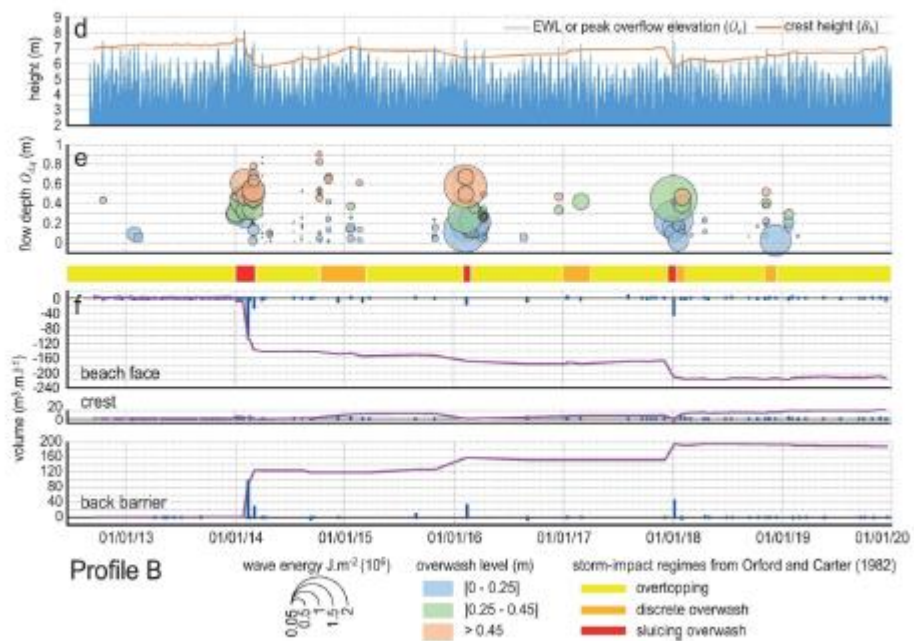 d
EWL or peak overflow elevation (Oₑ)
crest height (Bₕ)
height (m)
9
8
7
6
5
4
3
2
e
flow depth O_Δq (m)
1
0.8
0.6
0.4
0.2
0
f
volume (m³.m.l⁻¹)
0
-40
-80
-120
-160
-200
-240
beach face
crest
20
0
200
160
120
80
40
0
back barrier
01/01/13 01/01/14 01/01/15 01/01/16 01/01/17 01/01/18 01/01/19 01/01/20
Profile B
wave energy J.m⁻² (10⁶)
0.05 0.5 1 1.5 2
overwash level (m)
]0 - 0.25]
]0.25 - 0.45]
> 0.45
storm-impact regimes from Orford and Carter (1982)
overtopping
discrete overwash
sluicing overwash